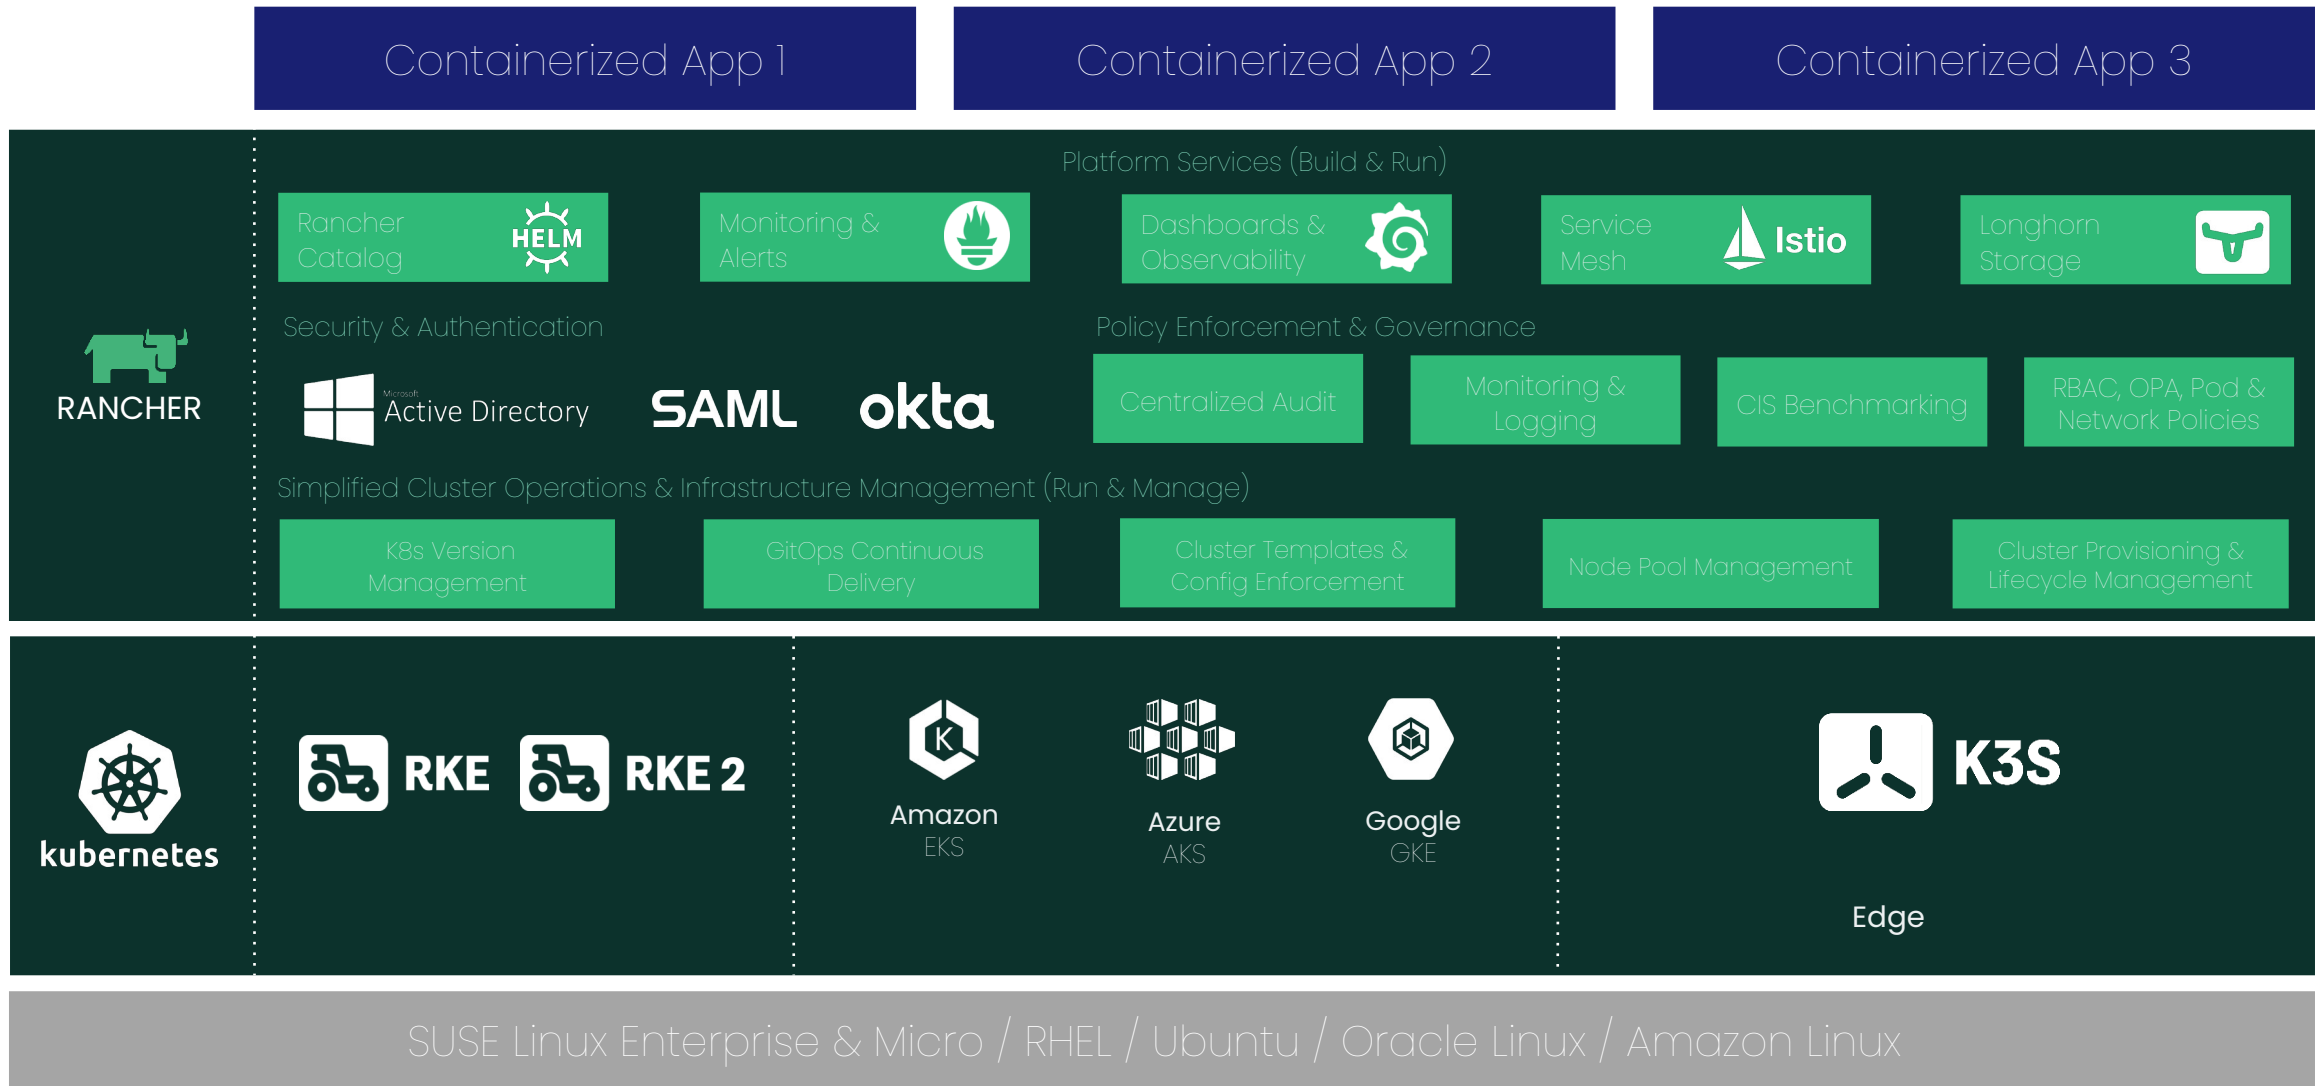 Containerized App 1
Containerized App 2
Containerized App 3
Platform Services (Build & Run)
Rancher
Catalog
HELM
Monitoring &
Alerts
Dashboards &
Observability
Service
Mesh
Istio
Longhorn
Storage
RANCHER
Security & Authentication
Microsoft
Active Directory
SAML
okta
Policy Enforcement & Governance
Centralized Audit
Monitoring &
Logging
CIS Benchmarking
RBAC, OPA, Pod &
Network Policies
Simplified Cluster Operations & Infrastructure Management (Run & Manage)
K8s Version
Management
GitOps Continuous
Delivery
Cluster Templates &
Config Enforcement
Node Pool Management
Cluster Provisioning &
Lifecycle Management
kubernetes
RKE
RKE 2
K
Amazon
EKS
Azure
AKS
Google
GKE
K3S
Edge
SUSE Linux Enterprise & Micro / RHEL / Ubuntu / Oracle Linux / Amazon Linux